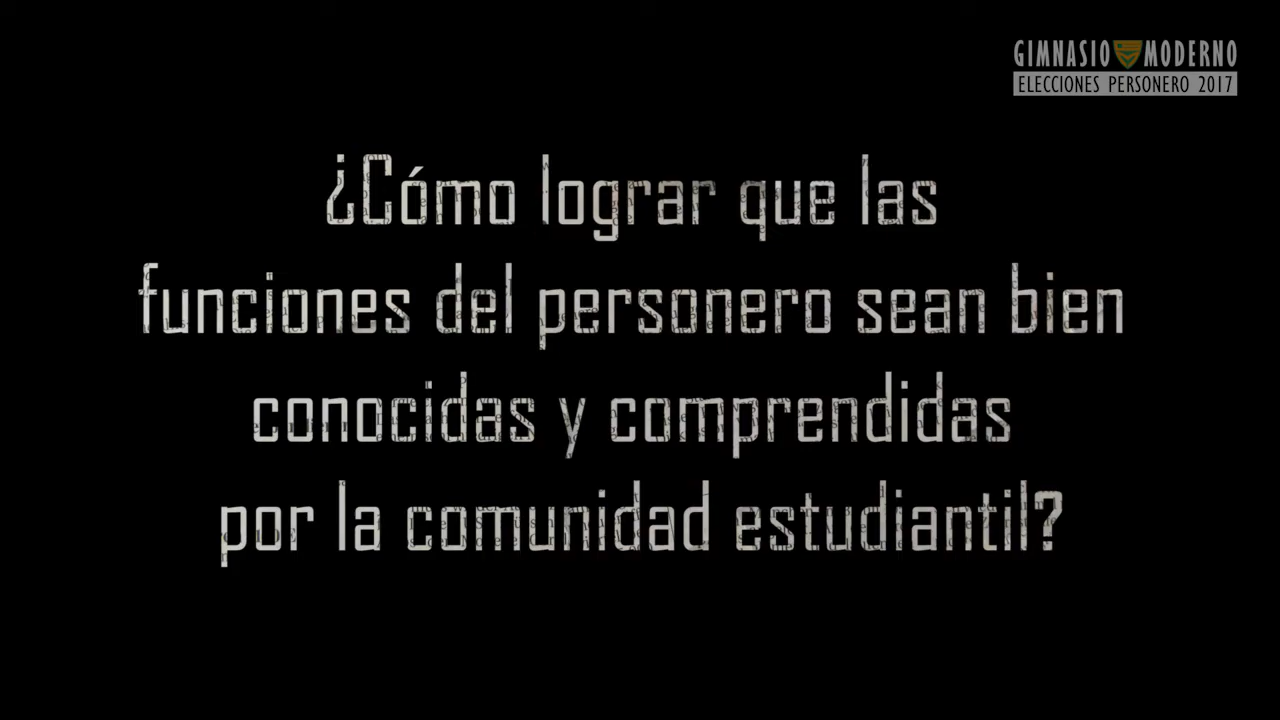 GIMNASIO MODERNO
ELECCIONES PERSONERO 2017
¿Cómo lograr que las
funciones del personero sean bien
conocidas y comprendidas
por la comunidad estudiantil?